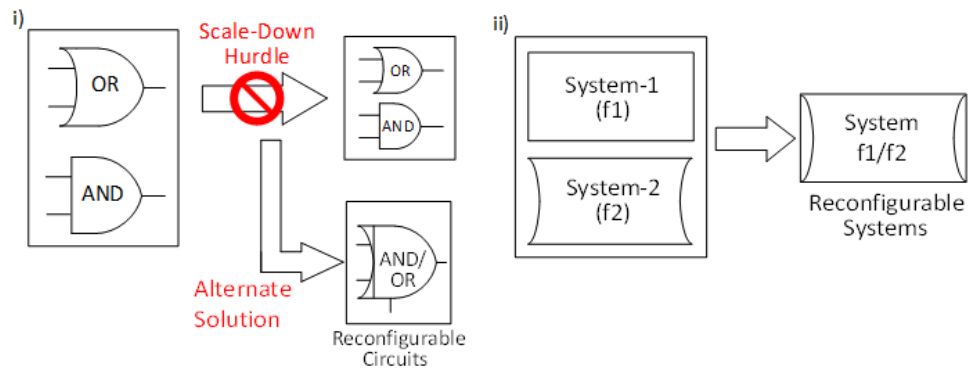 i)
OR
AND
Scale-Down
Hurdle
OR
AND
Alternate
Solution
AND/
OR
Reconfigurable
Circuits
ii)
System-1
(f1)
System-2
(f2)
System
f1/f2
Reconfigurable
Systems